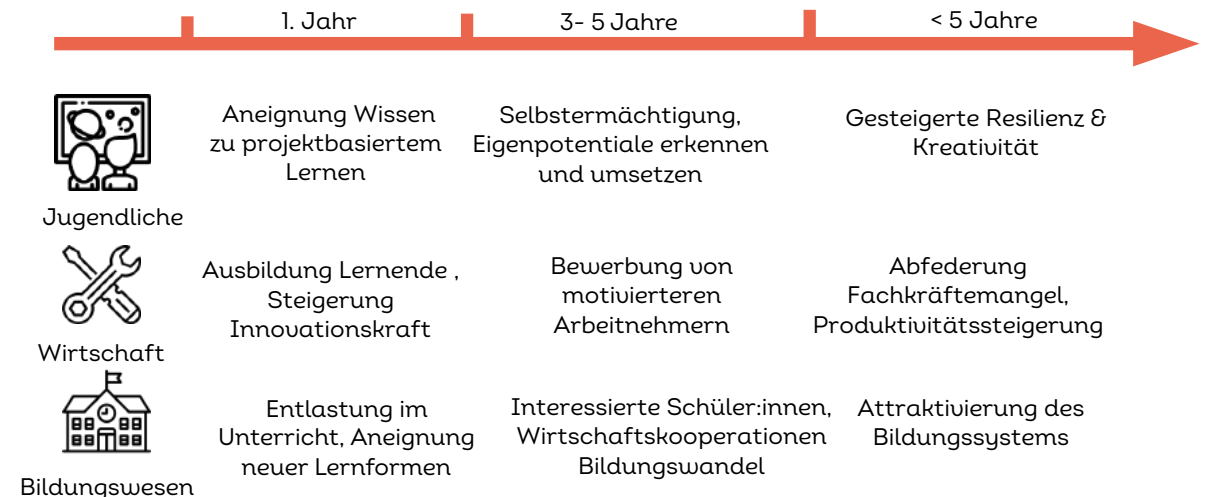 1. Jahr
3- 5 Jahre
< 5 Jahre
Jugendliche
Aneignung Wissen
zu projektbasiertem
Lernen
Selbstermächtigung,
Eigenpotentiale erkennen
und umsetzen
Gesteigerte Resilienz &
Kreativität
Wirtschaft
Ausbildung Lernende ,
Steigerung
Innovationskraft
Bewerbung von
motivierteren
Arbeitnehmern
Abfederung
Fachkräftemangel,
Produktivitätssteigerung
Bildungswesen
Entlastung im
Unterricht, Aneignung
neuer Lernformen
Interessierte Schüler:innen,
Wirtschaftskooperationen
Bildungswandel
Attraktivierung des
Bildungssystems